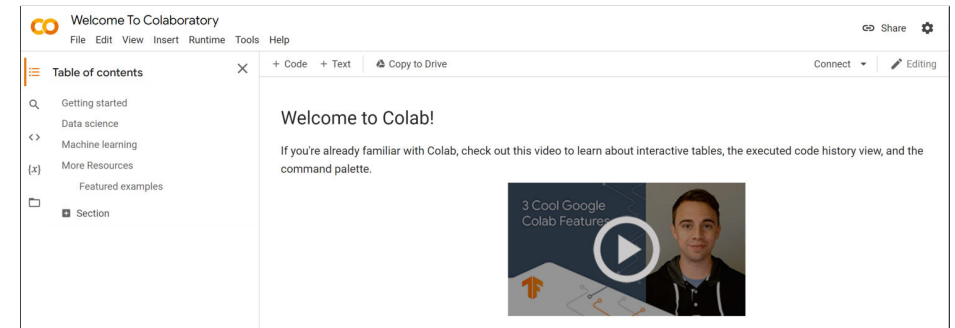 Welcome To Colaboratory
File Edit View Insert Runtime Tools Help
Share
Table of contents
+ Code + Text Copy to Drive
Connect Editing
Getting started
Data science
Machine learning
More Resources
Featured examples
Section
{x}
Welcome to Colab!
If you're already familiar with Colab, check out this video to learn about interactive tables, the executed code history view, and the
command palette.
3 Cool Google
Colab Features